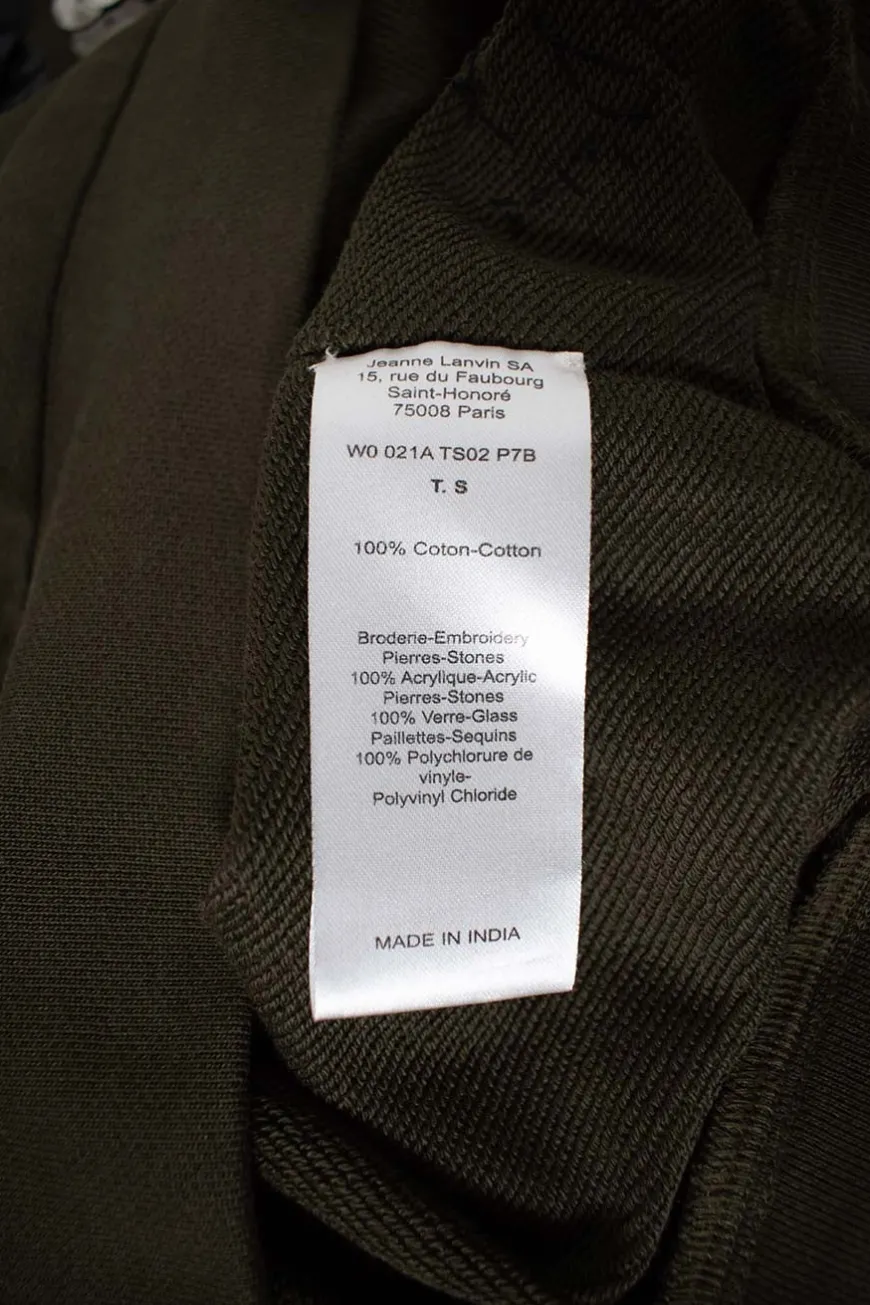 Jeanne Lanvin SA
15, rue du Faubourg
Saint-Honoré
75008 Paris
W0 021A TS02 P7B
T. S
100% Coton-Cotton
Broderie-Embroidery
Pierres-Stones
100% Acrylique-Acrylic
Pierres-Stones
100% Verre-Glass
Paillettes-Sequins
100% Polychlorure de
vinyle-
Polyvinyl Chloride
MADE IN INDIA